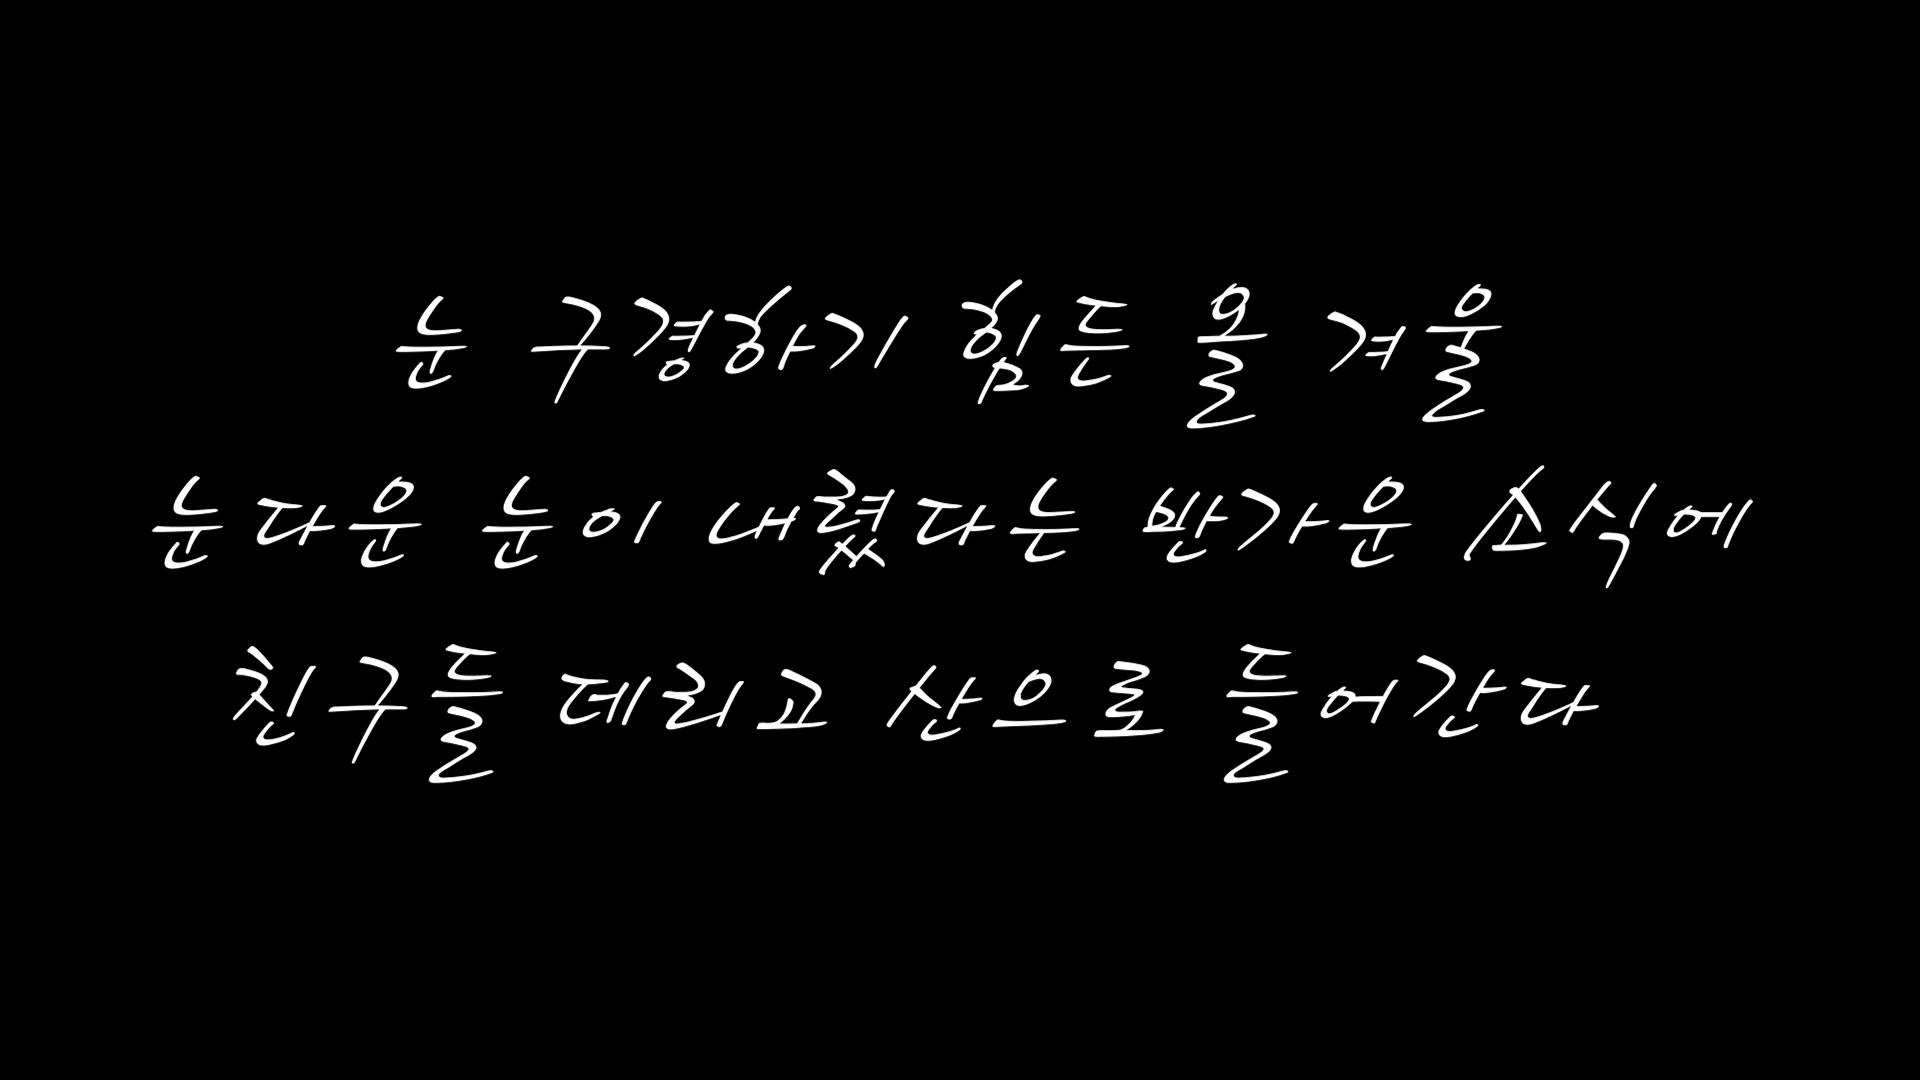 눈 구경하기 힘든 올 겨울
눈다운 눈이 내렸다는 반가운 소식에
친구들 데리고 산으로 들어간다